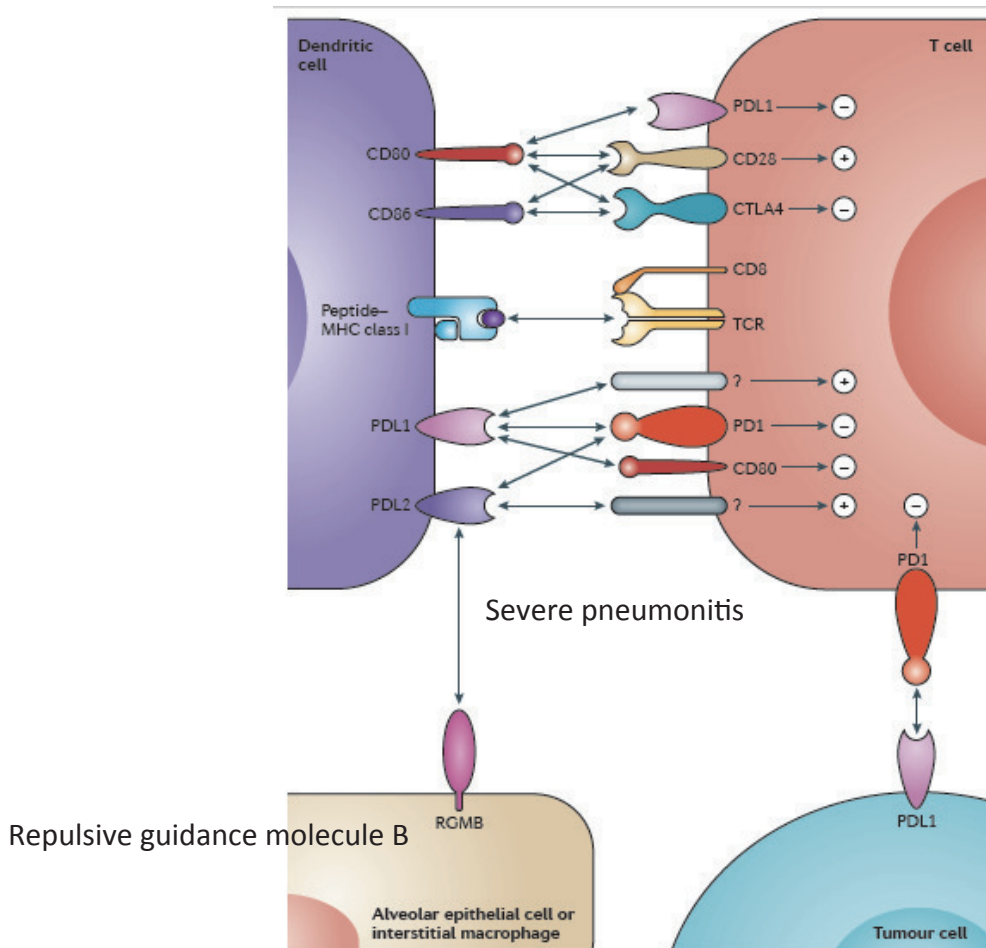 Dendritic
cell
T cell
PDL1
−
CD80
CD28
+
CD86
CTLA4
−
CD8
Peptide–
MHC class I
TCR
?
+
PDL1
PD1
−
CD80
−
PDL2
?
+
−
PD1
Severe pneumonitis
RGMB
PDL1
Repulsive guidance molecule B
Alveolar epithelial cell or
interstitial macrophage
Tumour cell